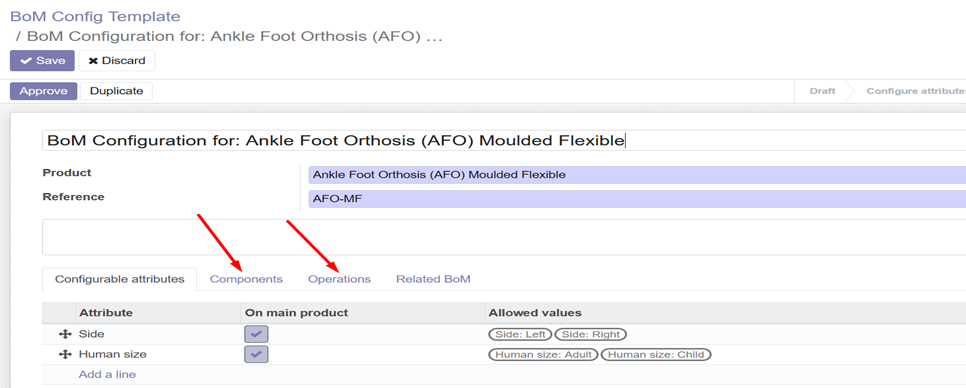 BoM Config Template
/ BoM Configuration for: Ankle Foot Orthosis (AFO) ...
Save Discard
Approve Duplicate Draft Configure attribute
BoM Configuration for: Ankle Foot Orthosis (AFO) Moulded Flexible
Product Ankle Foot Orthosis (AFO) Moulded Flexible
Reference AFO-MF
Configurable attributes Components Operations Related BoM
Attribute On main product Allowed values
Side Side: Left Side: Right
Human size Human size: Adult Human size: Child
Add a line